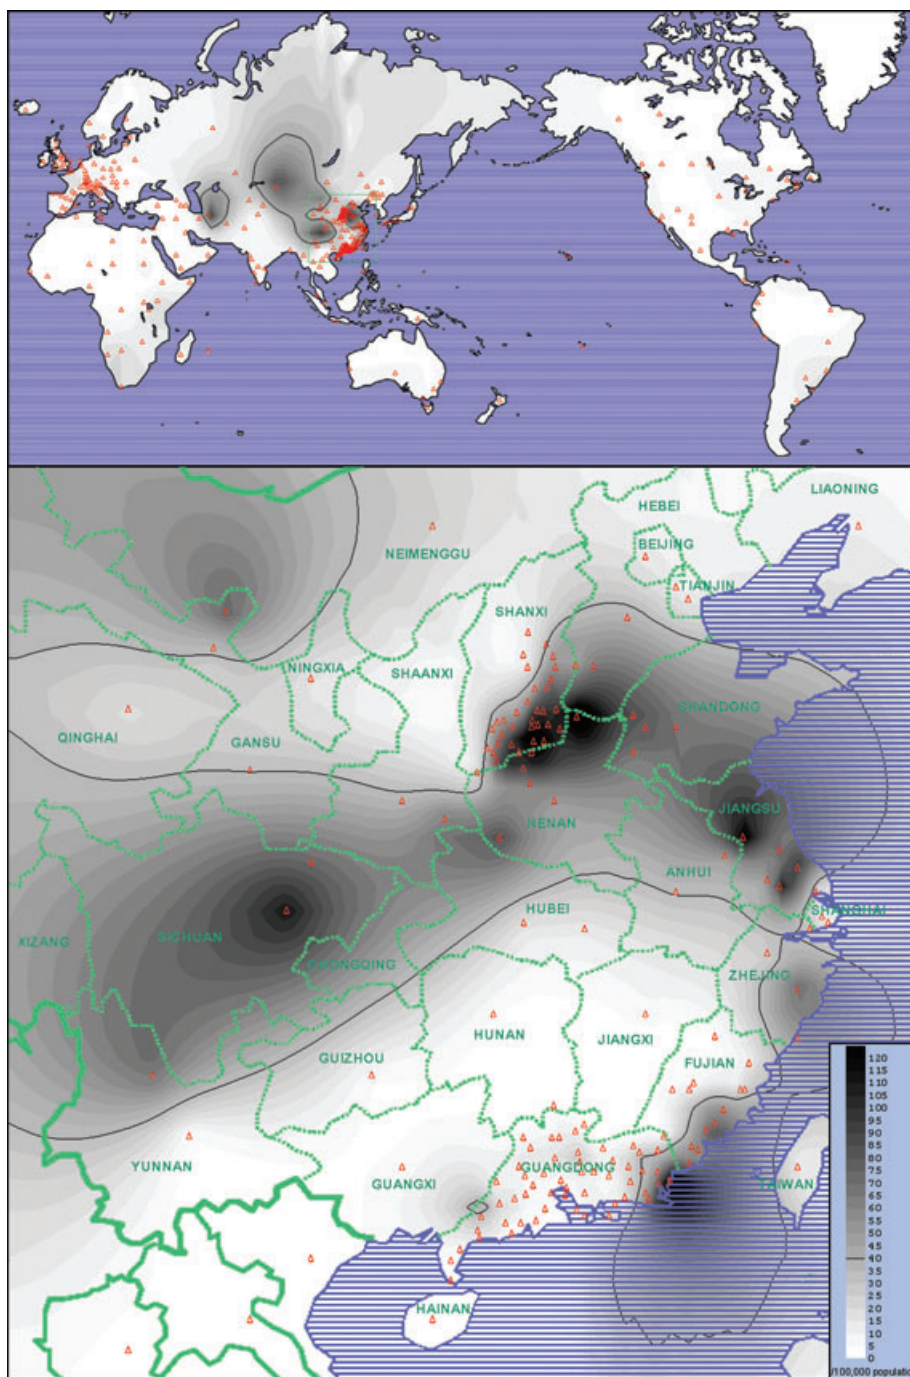 LIAONING
HEBEI
BEIJING
NEIMENGGU
TIANJIN
SHANXI
NINGXIA
SHAANXI
SHANDONG
QINGHAI
GANSU
JIANGSU
HENAN
ANHUI
HUBEI
SHANGHAI
XIZANG
SICHUAN
CHONGQING
ZHEJING
HUNAN
JIANGXI
GUIZHOU
FUJIAN
YUNNAN
GUANGDONG
GUANGXI
TAIWAN
HAINAN
120
115
110
105
100
95
90
85
80
75
70
65
60
55
50
45
40
35
30
25
20
15
10
5
0
/100,000 populatio